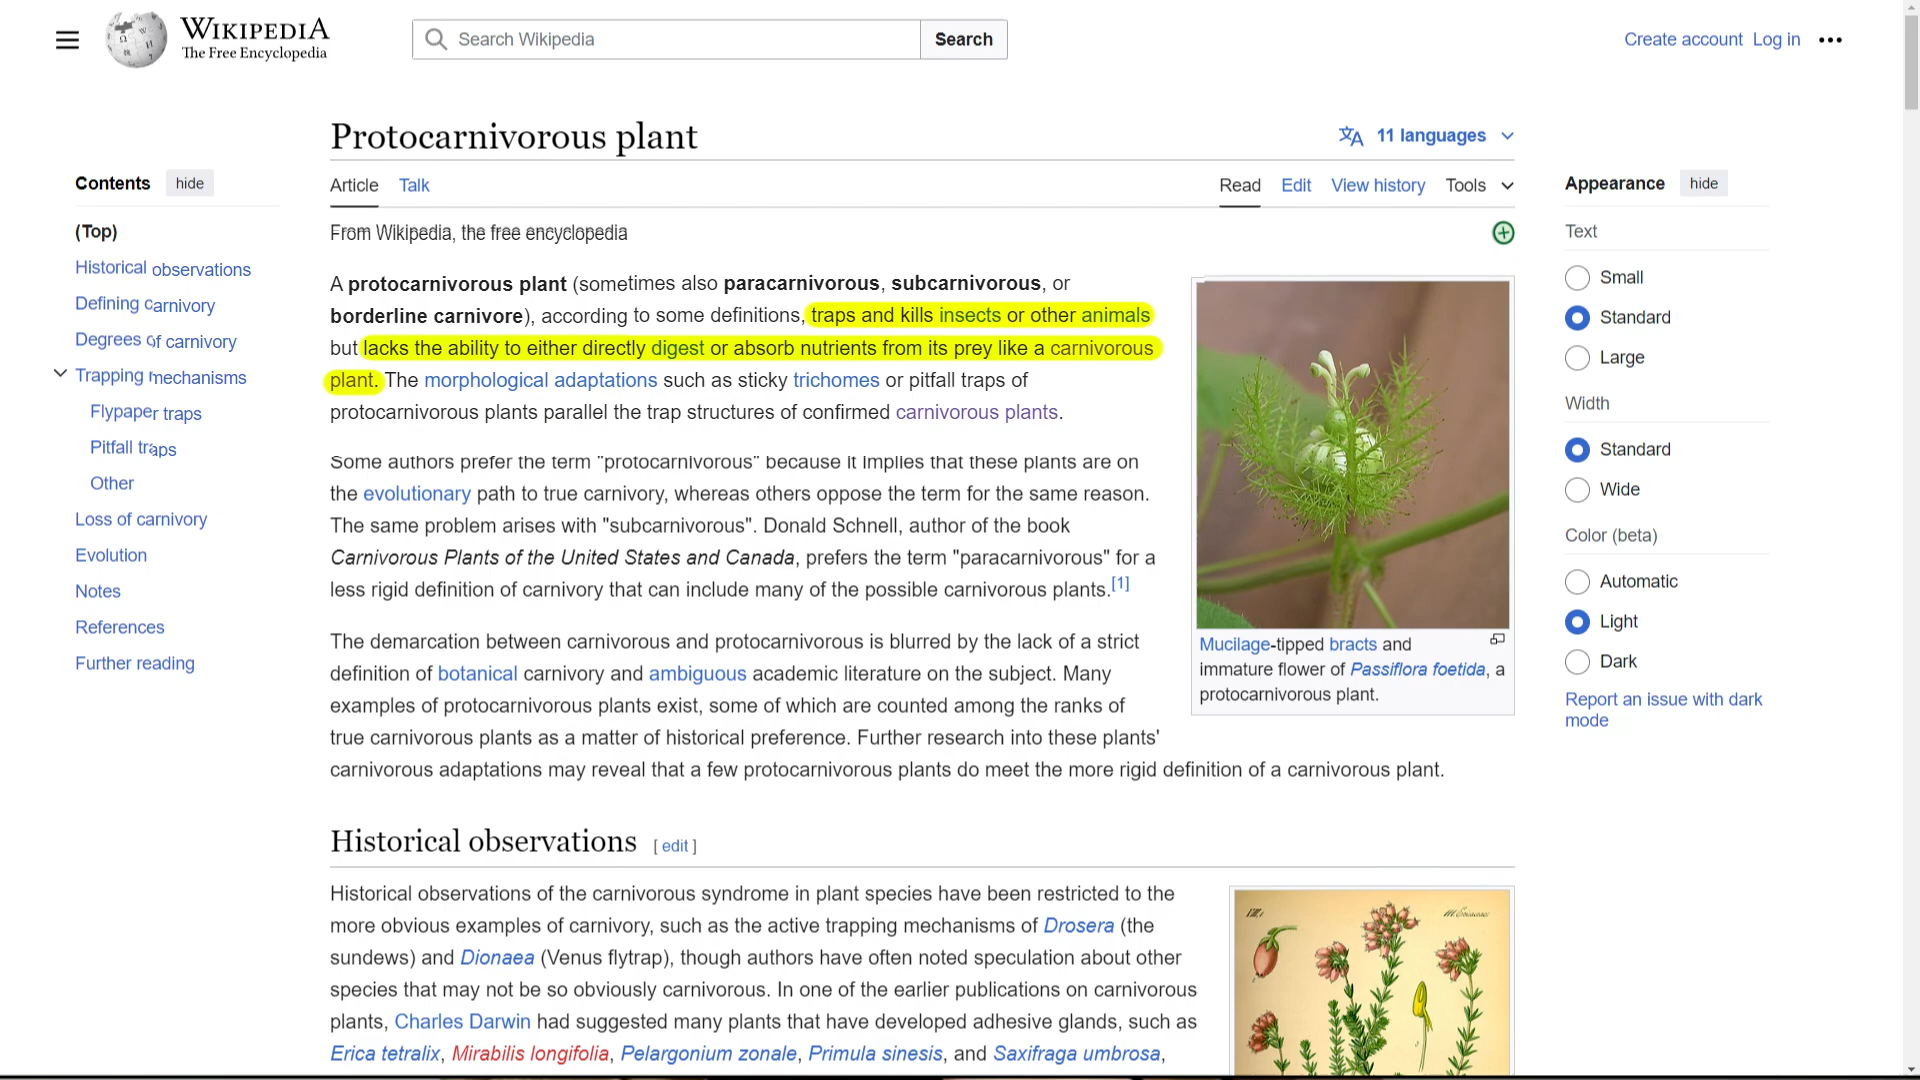 WIKIPEDIA
The Free Encyclopedia
Search Wikipedia
Search
Create account Log in
Protocarnivorous plant
11 languages
Article Talk
Read Edit View history Tools
From Wikipedia, the free encyclopedia
Contents hide
(Top)
Historical observations
Defining carnivory
Degrees of carnivory
Trapping mechanisms
Flypaper traps
Pitfall traps
Other
Loss of carnivory
Evolution
Notes
References
Further reading
A protocarnivorous plant (sometimes also paracarnivorous, subcarnivorous, or
borderline carnivore), according to some definitions, traps and kills insects or other animals
but lacks the ability to either directly digest or absorb nutrients from its prey like a carnivorous
plant. The morphological adaptations such as sticky trichomes or pitfall traps of
protocarnivorous plants parallel the trap structures of confirmed carnivorous plants.
Some authors prefer the term "protocarnivorous" because it implies that these plants are on
the evolutionary path to true carnivory, whereas others oppose the term for the same reason.
The same problem arises with "subcarnivorous". Donald Schnell, author of the book
Carnivorous Plants of the United States and Canada, prefers the term "paracarnivorous" for a
less rigid definition of carnivory that can include many of the possible carnivorous plants.[1]
The demarcation between carnivorous and protocarnivorous is blurred by the lack of a strict
definition of botanical carnivory and ambiguous academic literature on the subject. Many
examples of protocarnivorous plants exist, some of which are counted among the ranks of
true carnivorous plants as a matter of historical preference. Further research into these plants'
carnivorous adaptations may reveal that a few protocarnivorous plants do meet the more rigid definition of a carnivorous plant.
Mucilage-tipped bracts and
immature flower of Passiflora foetida, a
protocarnivorous plant.
Historical observations [ edit ]
Historical observations of the carnivorous syndrome in plant species have been restricted to the
more obvious examples of carnivory, such as the active trapping mechanisms of Drosera (the
sundews) and Dionaea (Venus flytrap), though authors have often noted speculation about other
species that may not be so obviously carnivorous. In one of the earlier publications on carnivorous
plants, Charles Darwin had suggested many plants that have developed adhesive glands, such as
Erica tetralix, Mirabilis longifolia, Pelargonium zonale, Primula sinesis, and Saxifraga umbrosa,
Appearance hide
Text
Small
Standard
Large
Width
Standard
Wide
Color (beta)
Automatic
Light
Dark
Report an issue with dark
mode